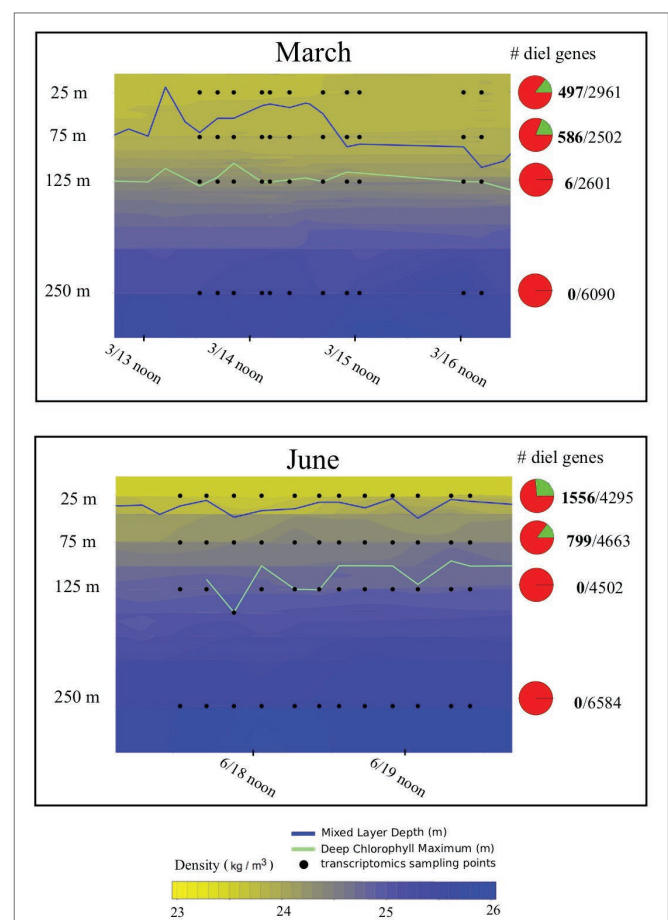 March
# diel genes
25 m
497/2961
75 m
586/2502
125 m
6/2601
250 m
0/6090
3/13 noon
3/14 noon
3/15 noon
3/16 noon
June
# diel genes
25 m
1556/4295
75 m
799/4663
125 m
0/4502
250 m
0/6584
6/18 noon
6/19 noon
Mixed Layer Depth (m)
Deep Chlorophyll Maximum (m)
Density (kg / m³)
transcriptomics sampling points
23 24 25 26